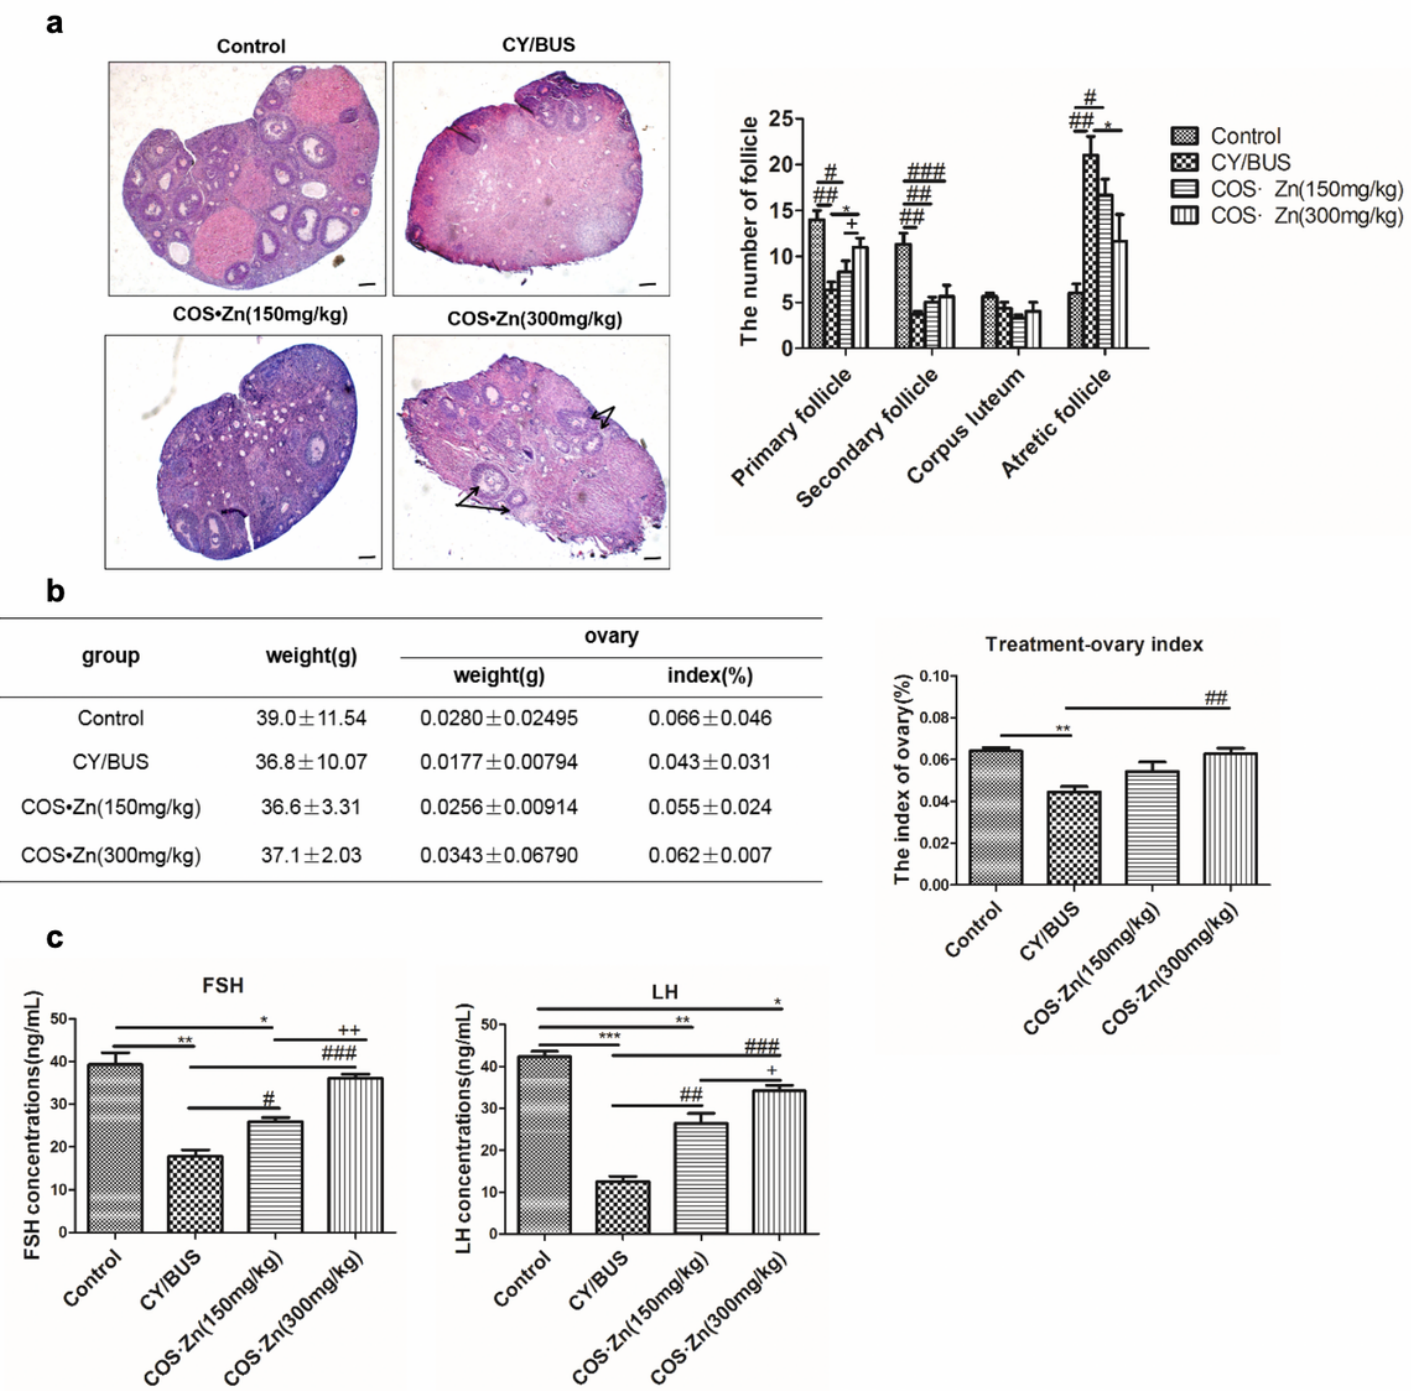 a
Control
CY/BUS
COS•Zn(150mg/kg)
COS•Zn(300mg/kg)
The number of follicle
25
20
15
10
5
0
#
##
*
+
###
##
##
#
##
*
Primary follicle
Secondary follicle
Corpus luteum
Atretic follicle
Control
CY/BUS
COS· Zn(150mg/kg)
COS· Zn(300mg/kg)
b
group weight(g) ovary
weight(g) index(%)
Control 39.0±11.54 0.0280±0.02495 0.066±0.046
CY/BUS 36.8±10.07 0.0177±0.00794 0.043±0.031
COS•Zn(150mg/kg) 36.6±3.31 0.0256±0.00914 0.055±0.024
COS•Zn(300mg/kg) 37.1±2.03 0.0343±0.06790 0.062±0.007
Treatment-ovary index
The index of ovary(%)
0.10
0.08
0.06
0.04
0.02
0.00
##
**
Control
CY/BUS
COS·Zn(150mg/kg)
COS·Zn(300mg/kg)
c
FSH
FSH concentrations(ng/mL)
50
40
30
20
10
0
*
++
**
###
#
Control
CY/BUS
COS·Zn(150mg/kg)
COS·Zn(300mg/kg)
LH
LH concentrations(ng/mL)
50
40
30
20
10
0
*
**
***
###
+
##
Control
CY/BUS
COS·Zn(150mg/kg)
COS·Zn(300mg/kg)